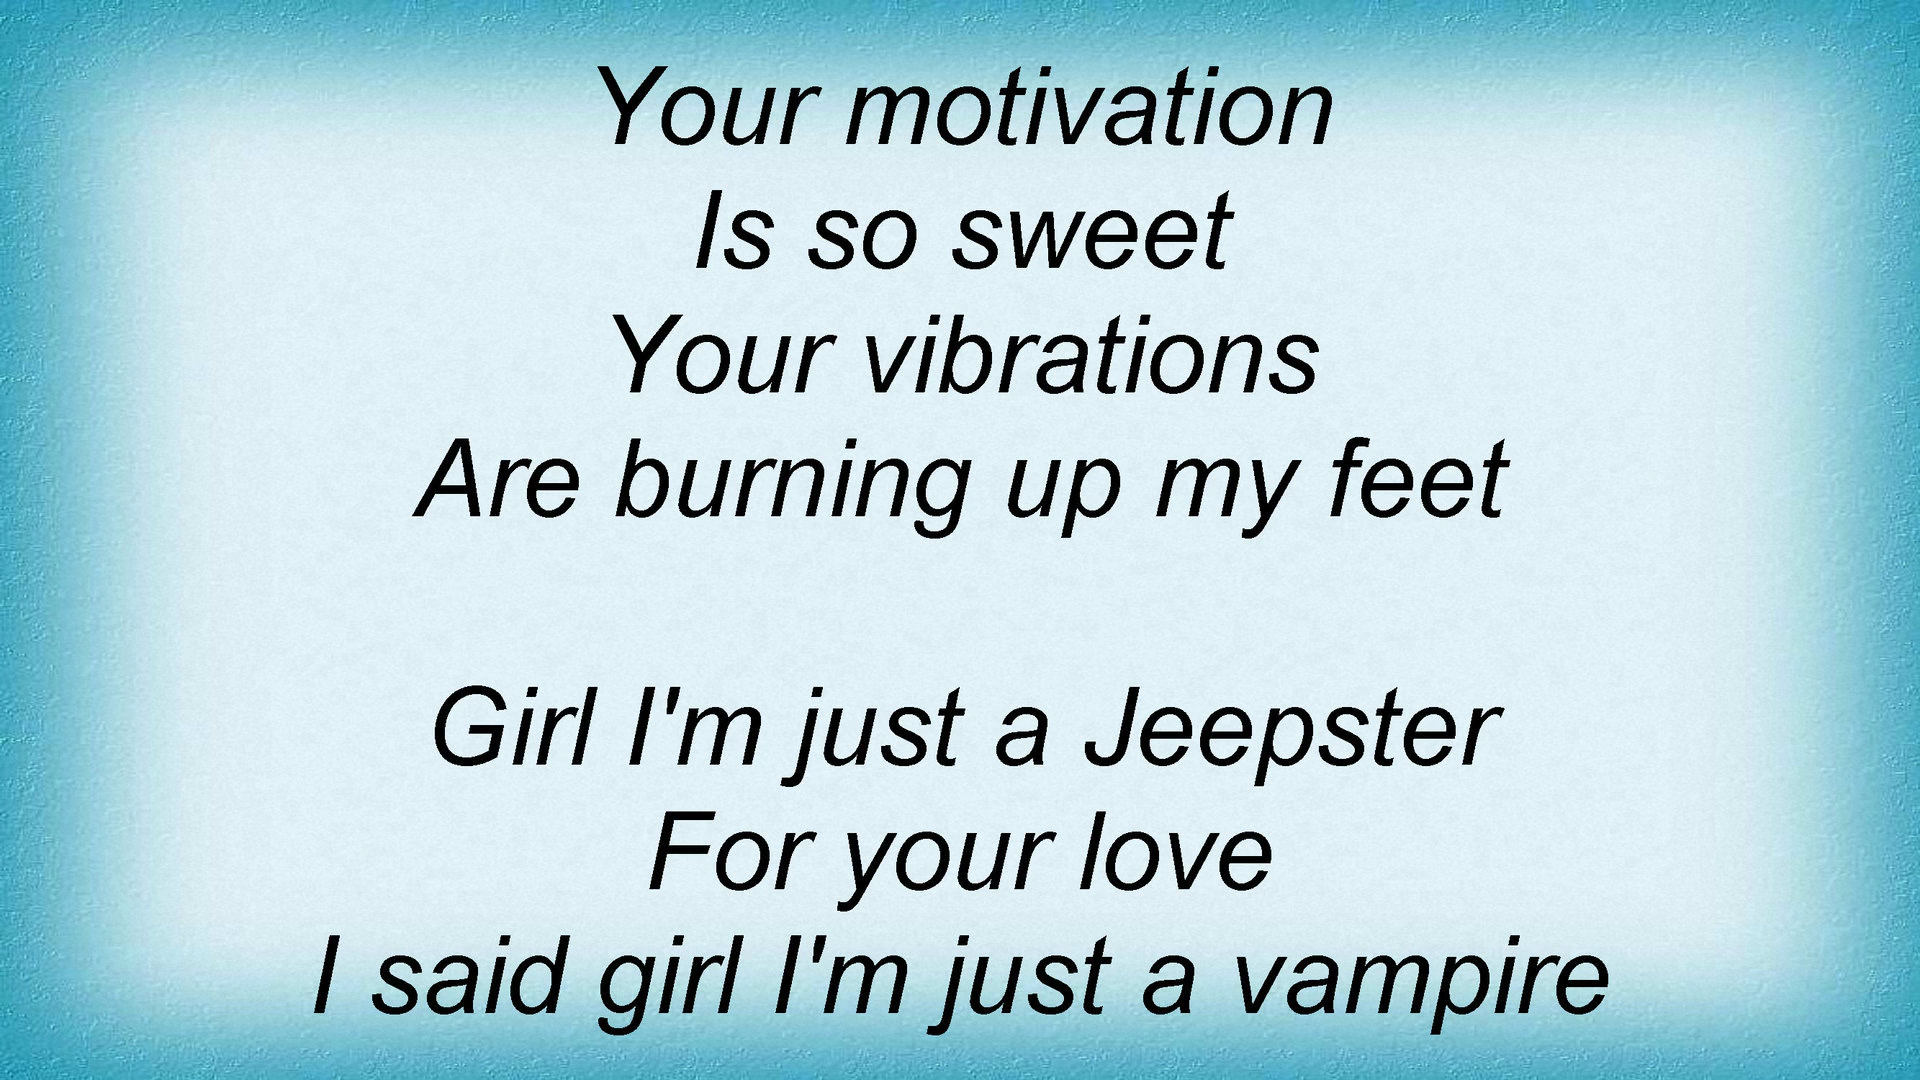 Your motivation
Is so sweet
Your vibrations
Are burning up my feet
Girl I'm just a Jeepster
For your love
I said girl I'm just a vampire